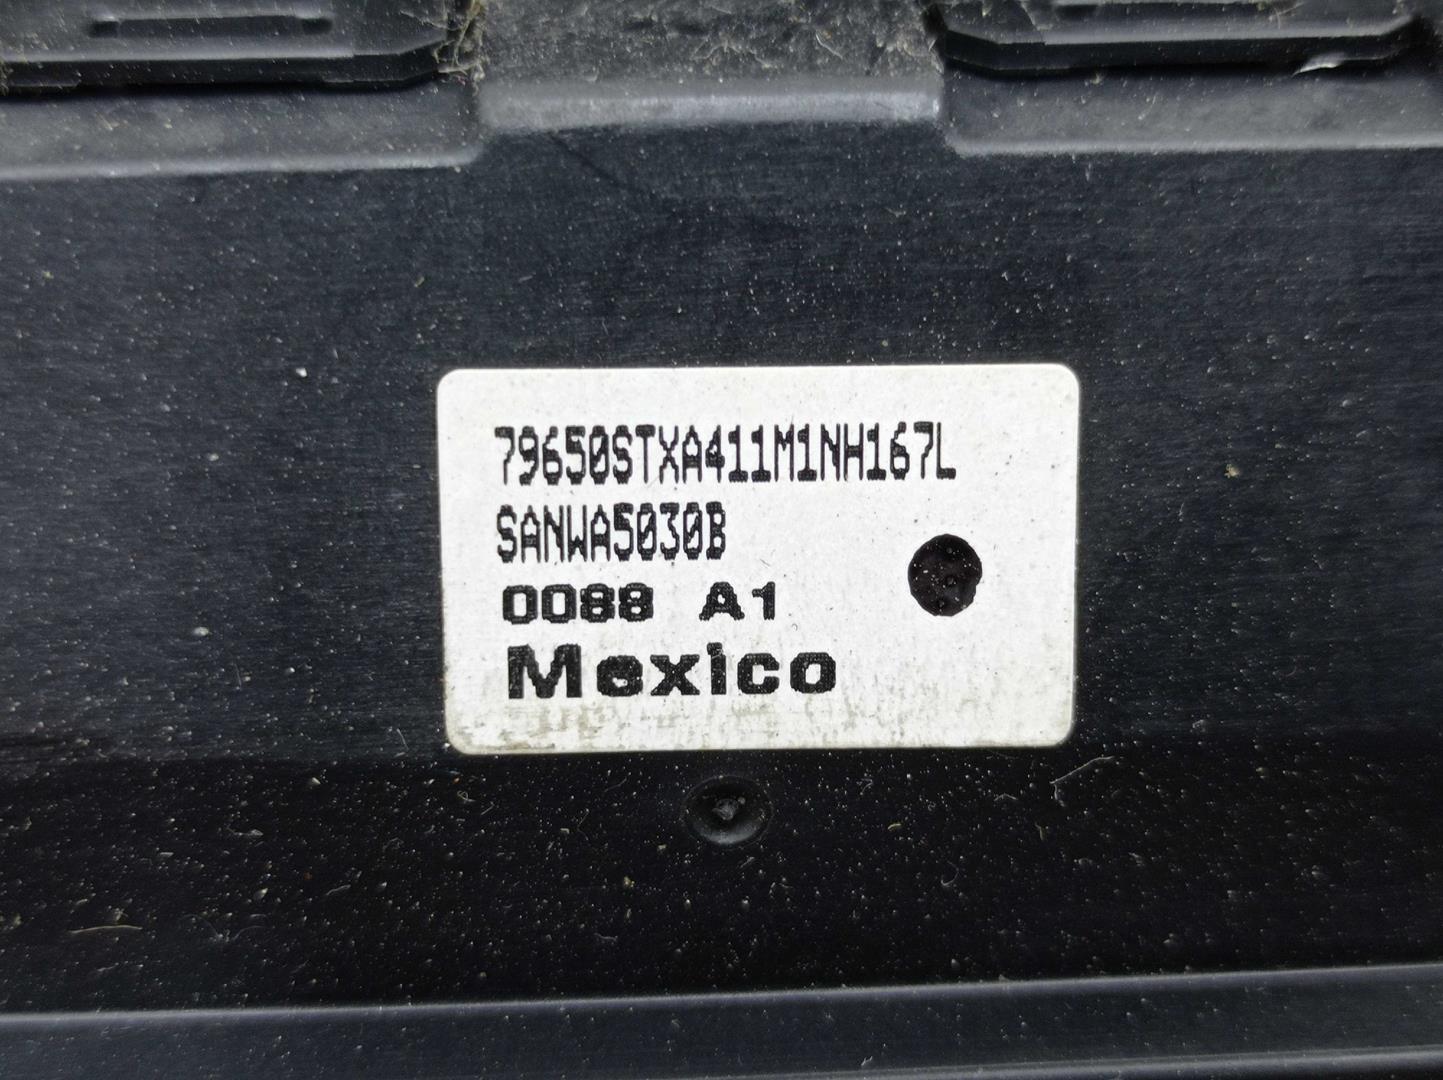 79650STXA411M1NH167L
SANWA5030B
0088 A1
Mexico